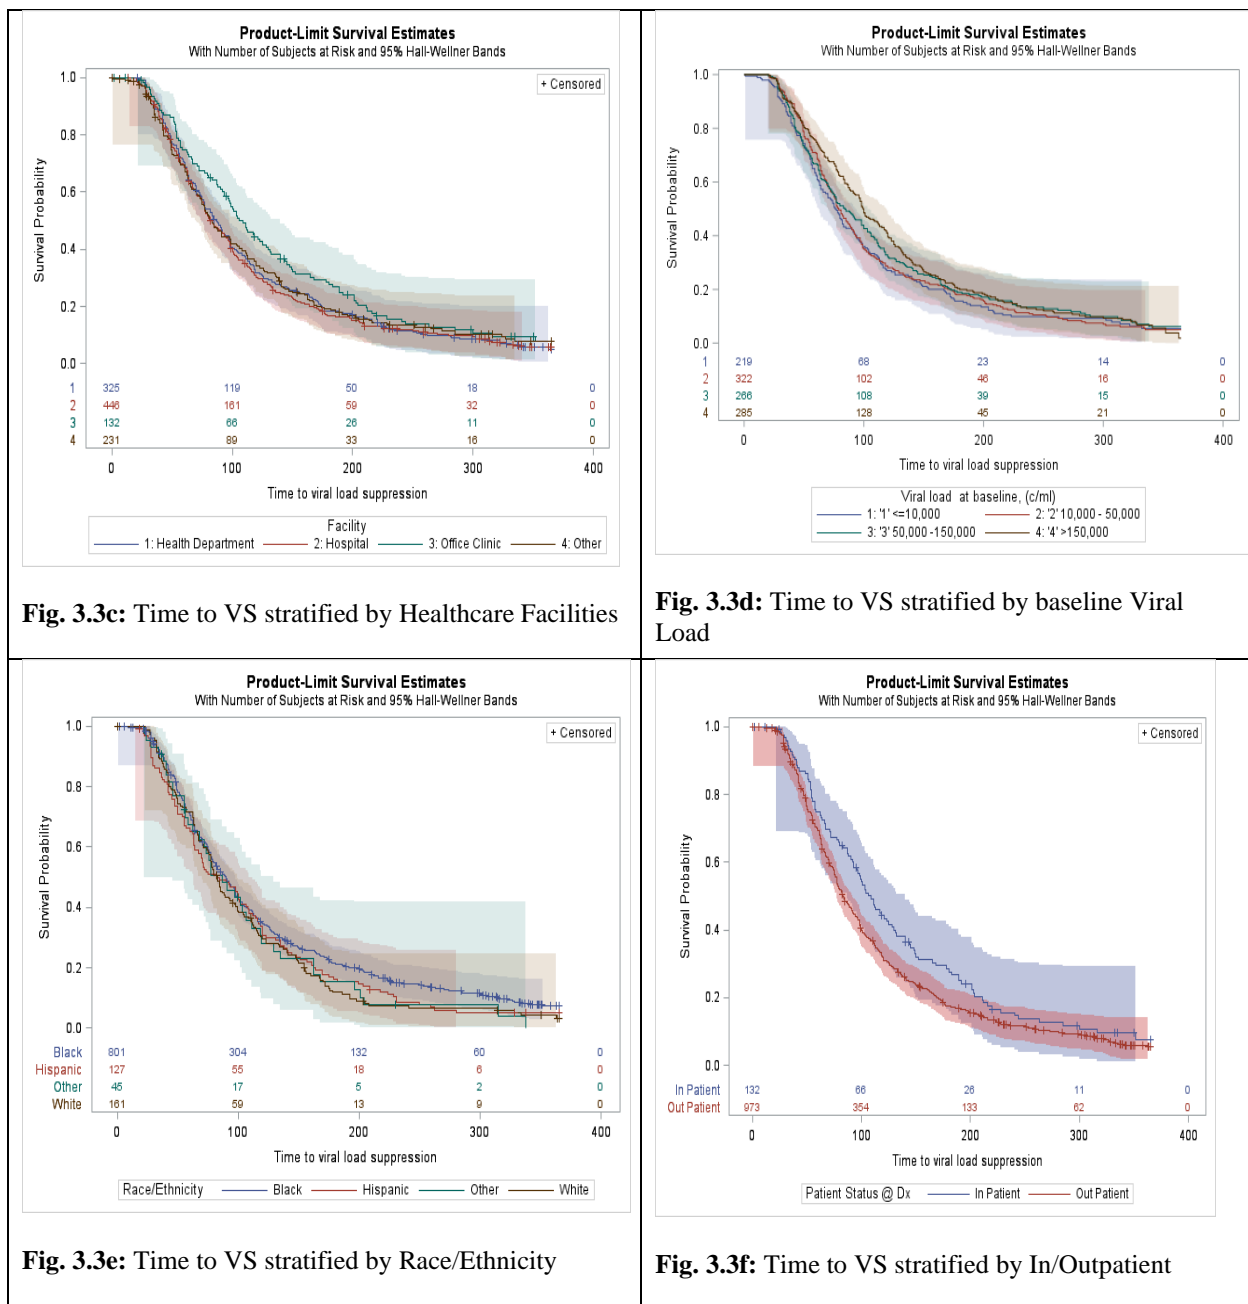 Product-Limit Survival Estimates
With Number of Subjects at Risk and 95% Hall-Wellner Bands
+ Censored
1.0
0.8
0.6
0.4
0.2
0.0
Survival Probability
1 325 119 50 18 0
2 446 161 59 32 0
3 132 66 26 11 0
4 231 89 33 16 0
0 100 200 300 400
Time to viral load suppression
Facility
1: Health Department 2: Hospital 3: Office Clinic 4: Other
Fig. 3.3c: Time to VS stratified by Healthcare Facilities
Product-Limit Survival Estimates
With Number of Subjects at Risk and 95% Hall-Wellner Bands
1.0
0.8
0.6
0.4
0.2
0.0
Survival Probability
1 219 68 23 14 0
2 322 102 46 16 0
3 266 108 39 15 0
4 285 128 45 21 0
0 100 200 300 400
Time to viral load suppression
Viral load at baseline, (c/ml)
1: '1' <=10,000 2: '2' 10,000 - 50,000
3: '3' 50,000 -150,000 4: '4' >150,000
Fig. 3.3d: Time to VS stratified by baseline Viral
Load
Product-Limit Survival Estimates
With Number of Subjects at Risk and 95% Hall-Wellner Bands
+ Censored
1.0
0.8
0.6
0.4
0.2
0.0
Survival Probability
Black 801 304 132 60 0
Hispanic 127 55 18 6 0
Other 45 17 5 2 0
White 161 59 13 9 0
0 100 200 300 400
Time to viral load suppression
Race/Ethnicity Black Hispanic Other White
Fig. 3.3e: Time to VS stratified by Race/Ethnicity
Product-Limit Survival Estimates
With Number of Subjects at Risk and 95% Hall-Wellner Bands
+ Censored
1.0
0.8
0.6
0.4
0.2
0.0
Survival Probability
In Patient 132 66 26 11 0
Out Patient 973 354 133 62 0
0 100 200 300 400
Time to viral load suppression
Patient Status @ Dx In Patient Out Patient
Fig. 3.3f: Time to VS stratified by In/Outpatient